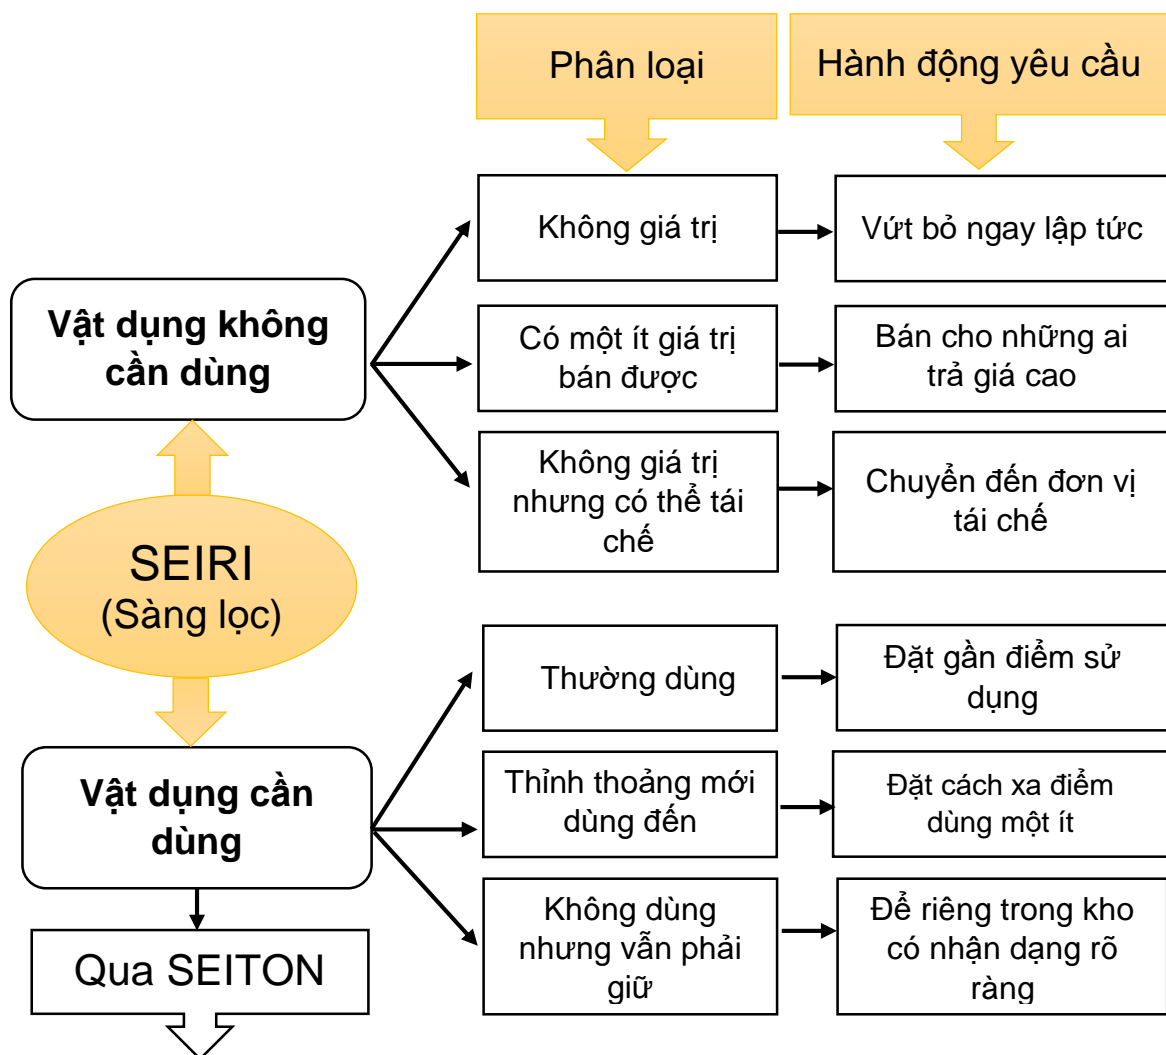 Phân loại
Hành động yêu cầu
Không giá trị
Vứt bỏ ngay lập tức
Vật dụng không
cần dùng
Có một ít giá trị
bán được
Bán cho những ai
trả giá cao
Không giá trị
nhưng có thể tái
chế
Chuyển đến đơn vị
tái chế
SEIRI
(Sàng lọc)
Thường dùng
Đặt gần điểm sử
dụng
Vật dụng cần
dùng
Thỉnh thoảng mới
dùng đến
Đặt cách xa điểm
dùng một ít
Không dùng
nhưng vẫn phải
giữ
Để riêng trong kho
có nhận dạng rõ
ràng
Qua SEITON